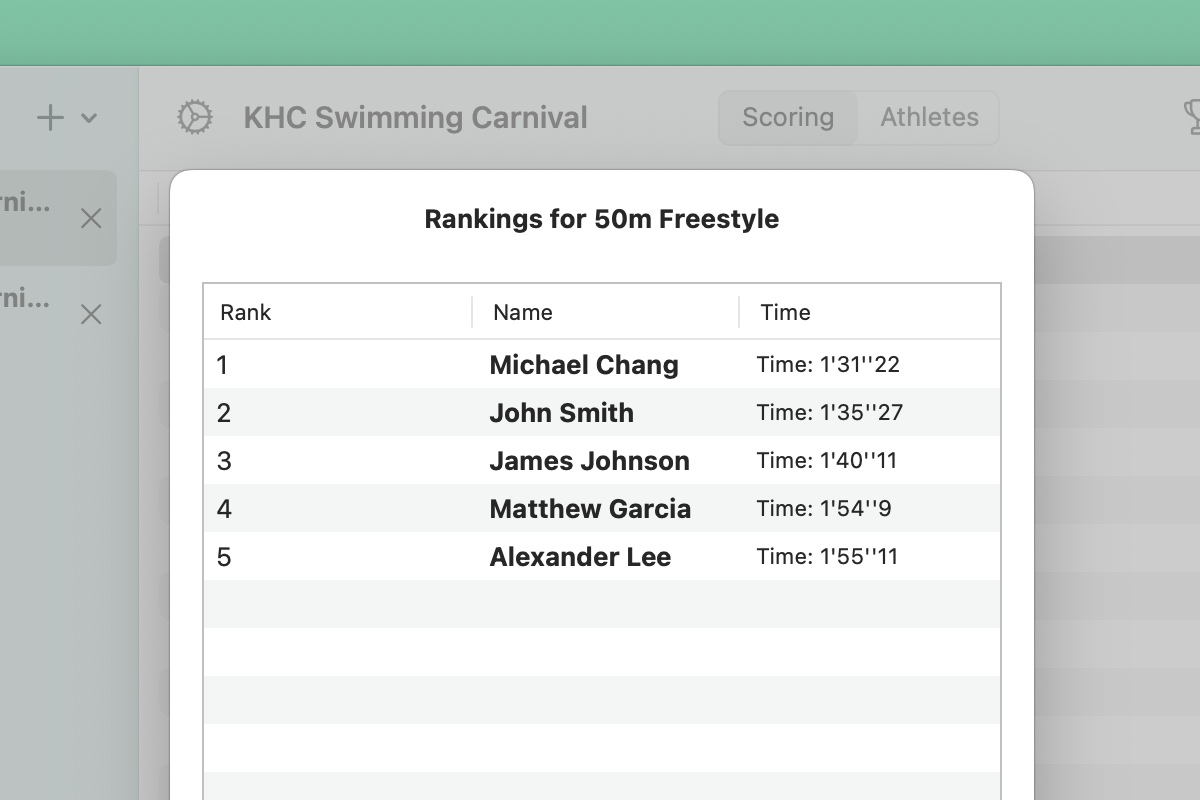 KHC Swimming Carnival
Scoring
Athletes
rni...
rni...
Rankings for 50m Freestyle
Rank Name Time
1 Michael Chang Time: 1'31''22
2 John Smith Time: 1'35''27
3 James Johnson Time: 1'40''11
4 Matthew Garcia Time: 1'54''9
5 Alexander Lee Time: 1'55''11